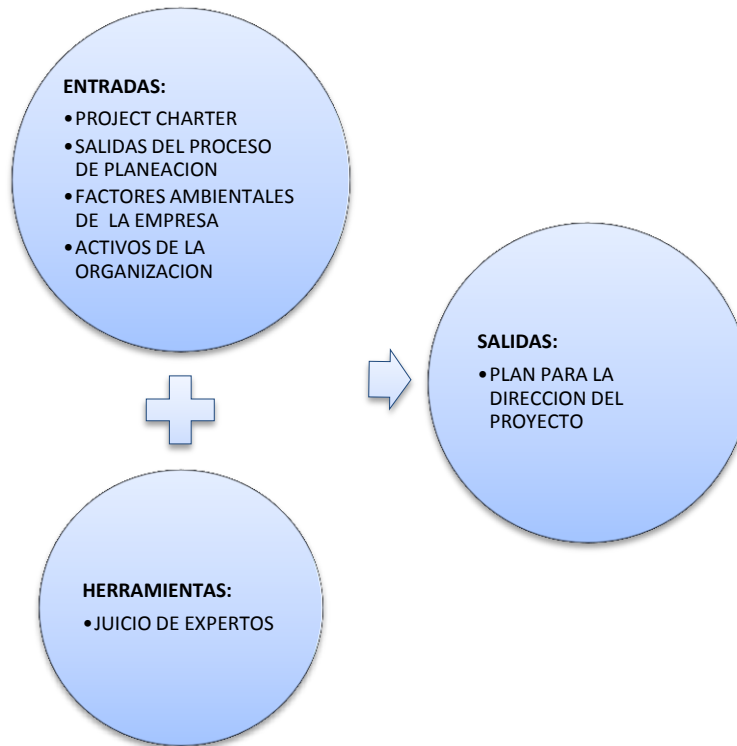 ENTRADAS:
•PROJECT CHARTER
•SALIDAS DEL PROCESO
DE PLANEACION
•FACTORES AMBIENTALES
DE LA EMPRESA
•ACTIVOS DE LA
ORGANIZACION
SALIDAS:
•PLAN PARA LA
DIRECCION DEL
PROYECTO
HERRAMIENTAS:
•JUICIO DE EXPERTOS